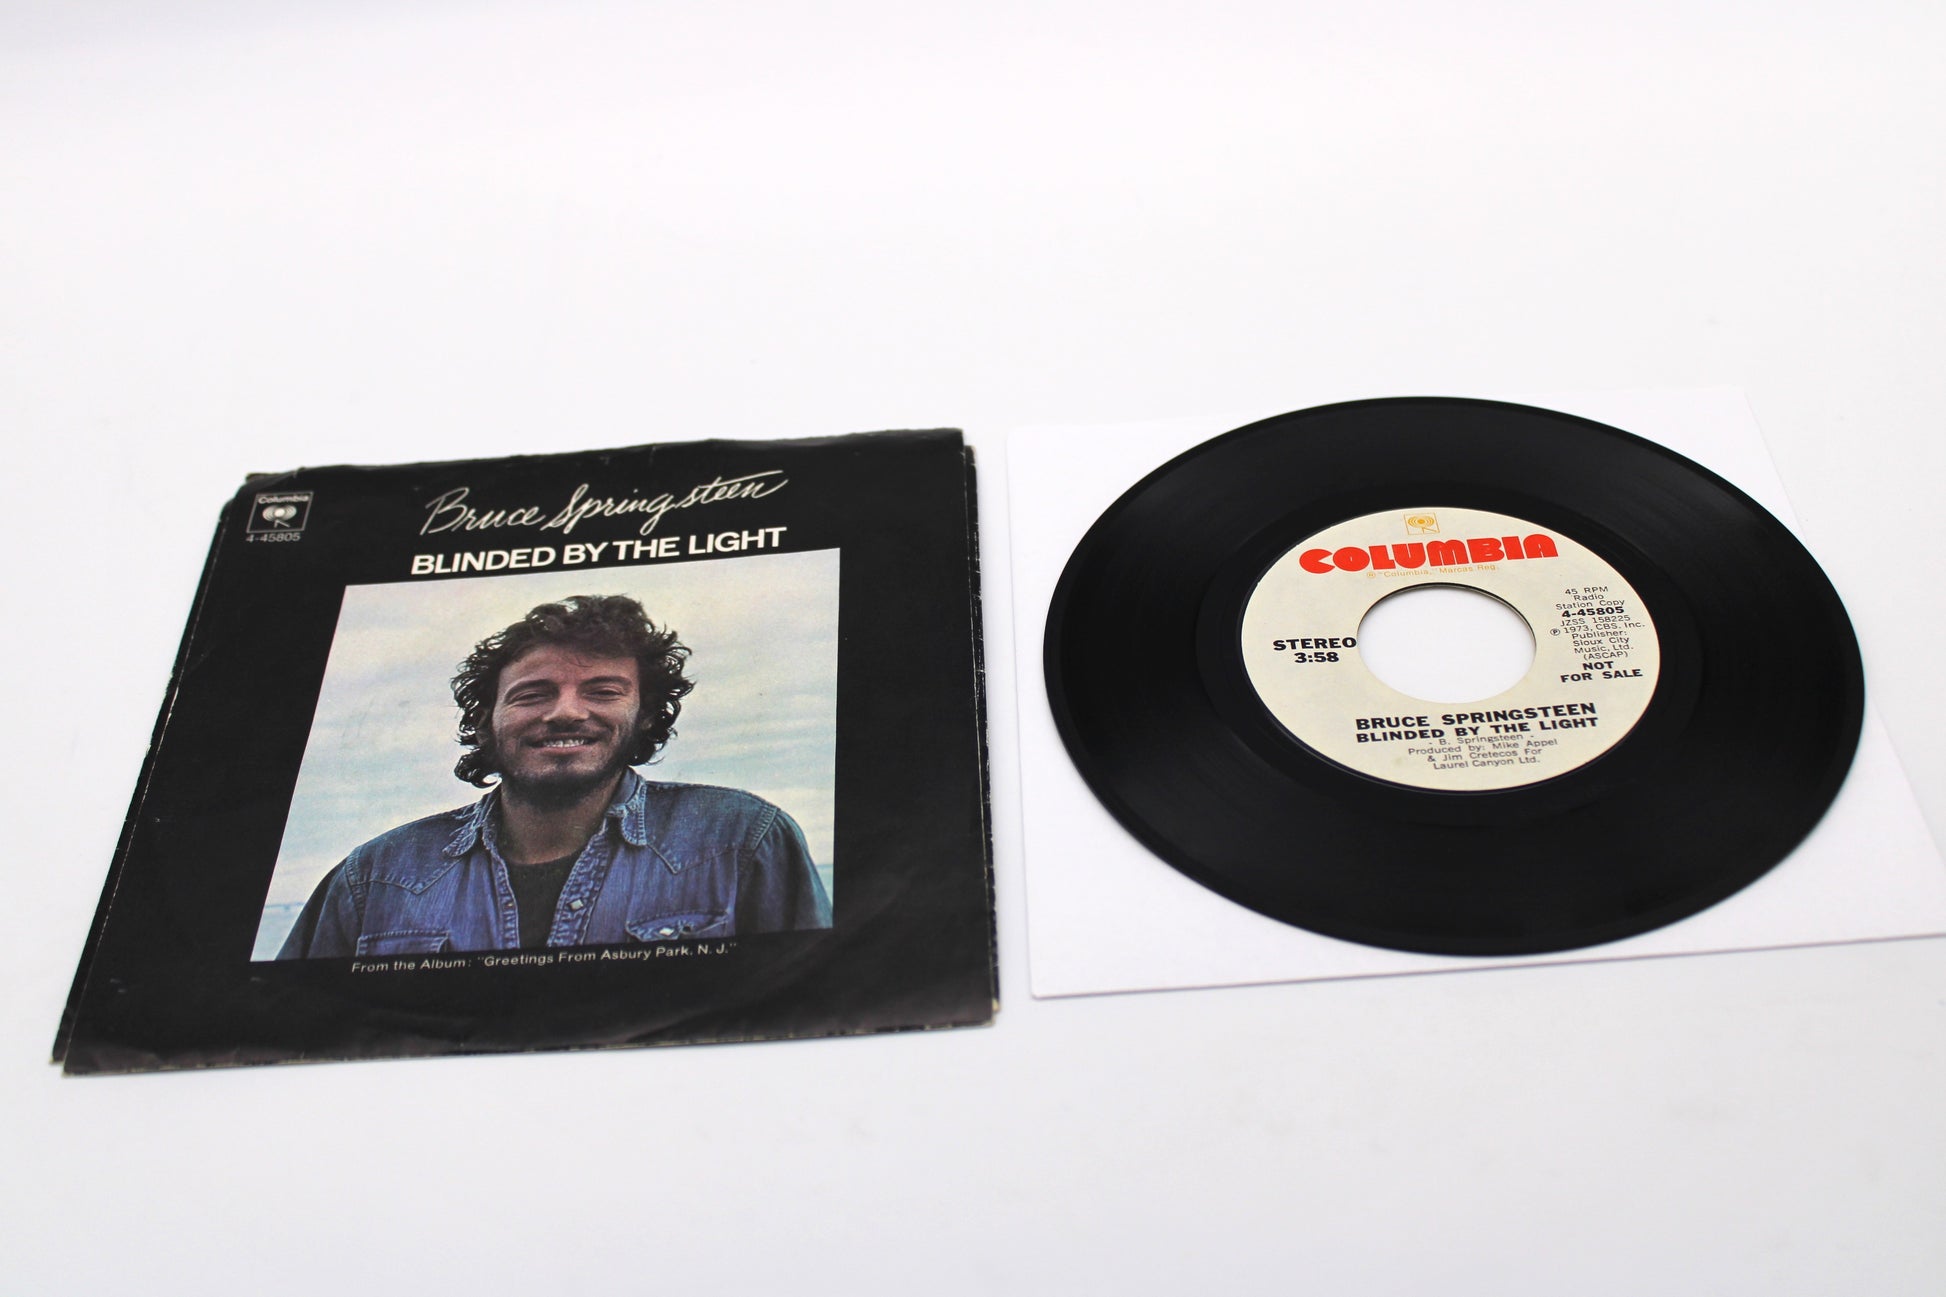 Columbia
4-45805
Bruce Springsteen
BLINDED BY THE LIGHT
From the Album: "Greetings From Asbury Park, N. J."
COLUMBIA
® "Columbia," Marcas Reg.
STEREO
3:58
45 RPM
Radio
Station Copy
4-45805
JZSS 158225
℗ 1973, CBS, Inc.
Publisher:
Sioux City
Music, Ltd.
(ASCAP)
NOT
FOR SALE
BRUCE SPRINGSTEEN
BLINDED BY THE LIGHT
- B. Springsteen -
Produced by: Mike Appel
& Jim Cretecos For
Laurel Canyon Ltd.